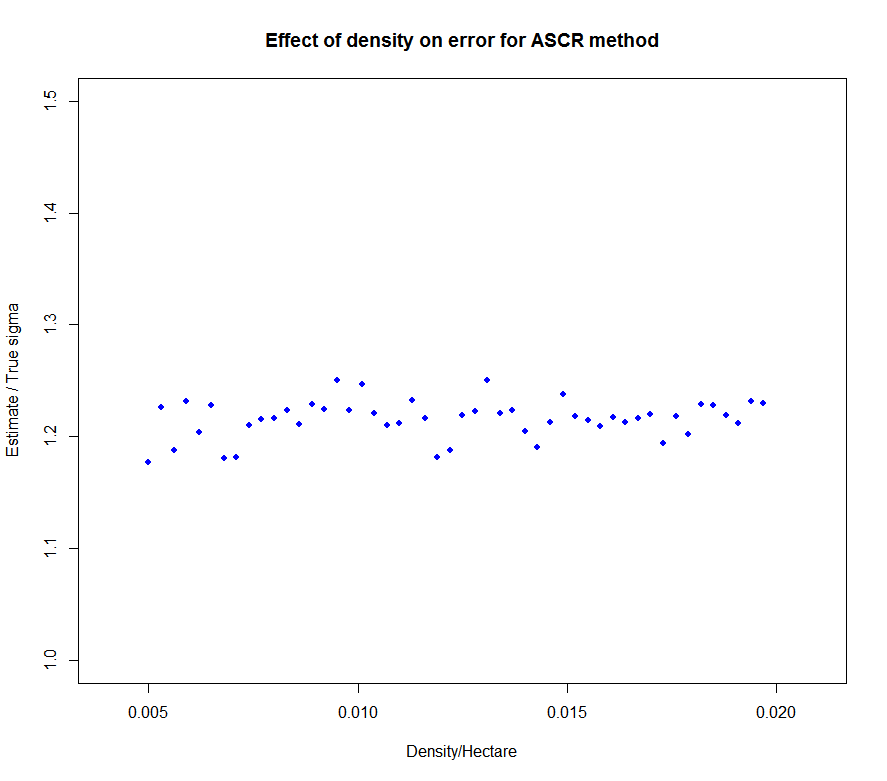 Effect of density on error for ASCR method
Estimate / True sigma
1.5
1.4
1.3
1.2
1.1
1.0
0.005 0.010 0.015 0.020
Density/Hectare